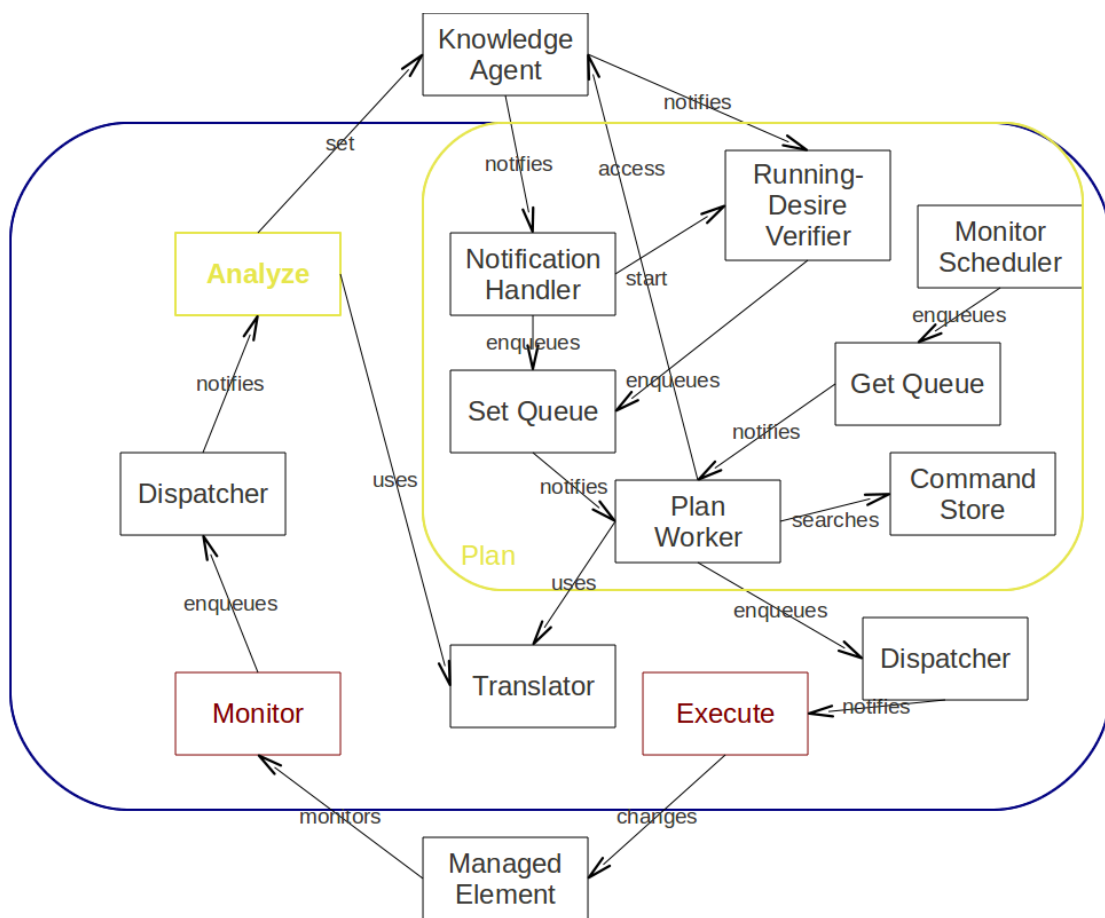 Knowledge
Agent
notifies
set
notifies
access
Running-
Desire
Verifier
Monitor
Scheduler
Analyze
Notification
Handler
start
enqueues
enqueues
notifies
Set Queue
enqueues
Get Queue
notifies
Dispatcher
uses
notifies
Plan
Worker
searches
Command
Store
Plan
enqueues
uses
enqueues
Translator
Dispatcher
Monitor
Execute
notifies
monitors
changes
Managed
Element